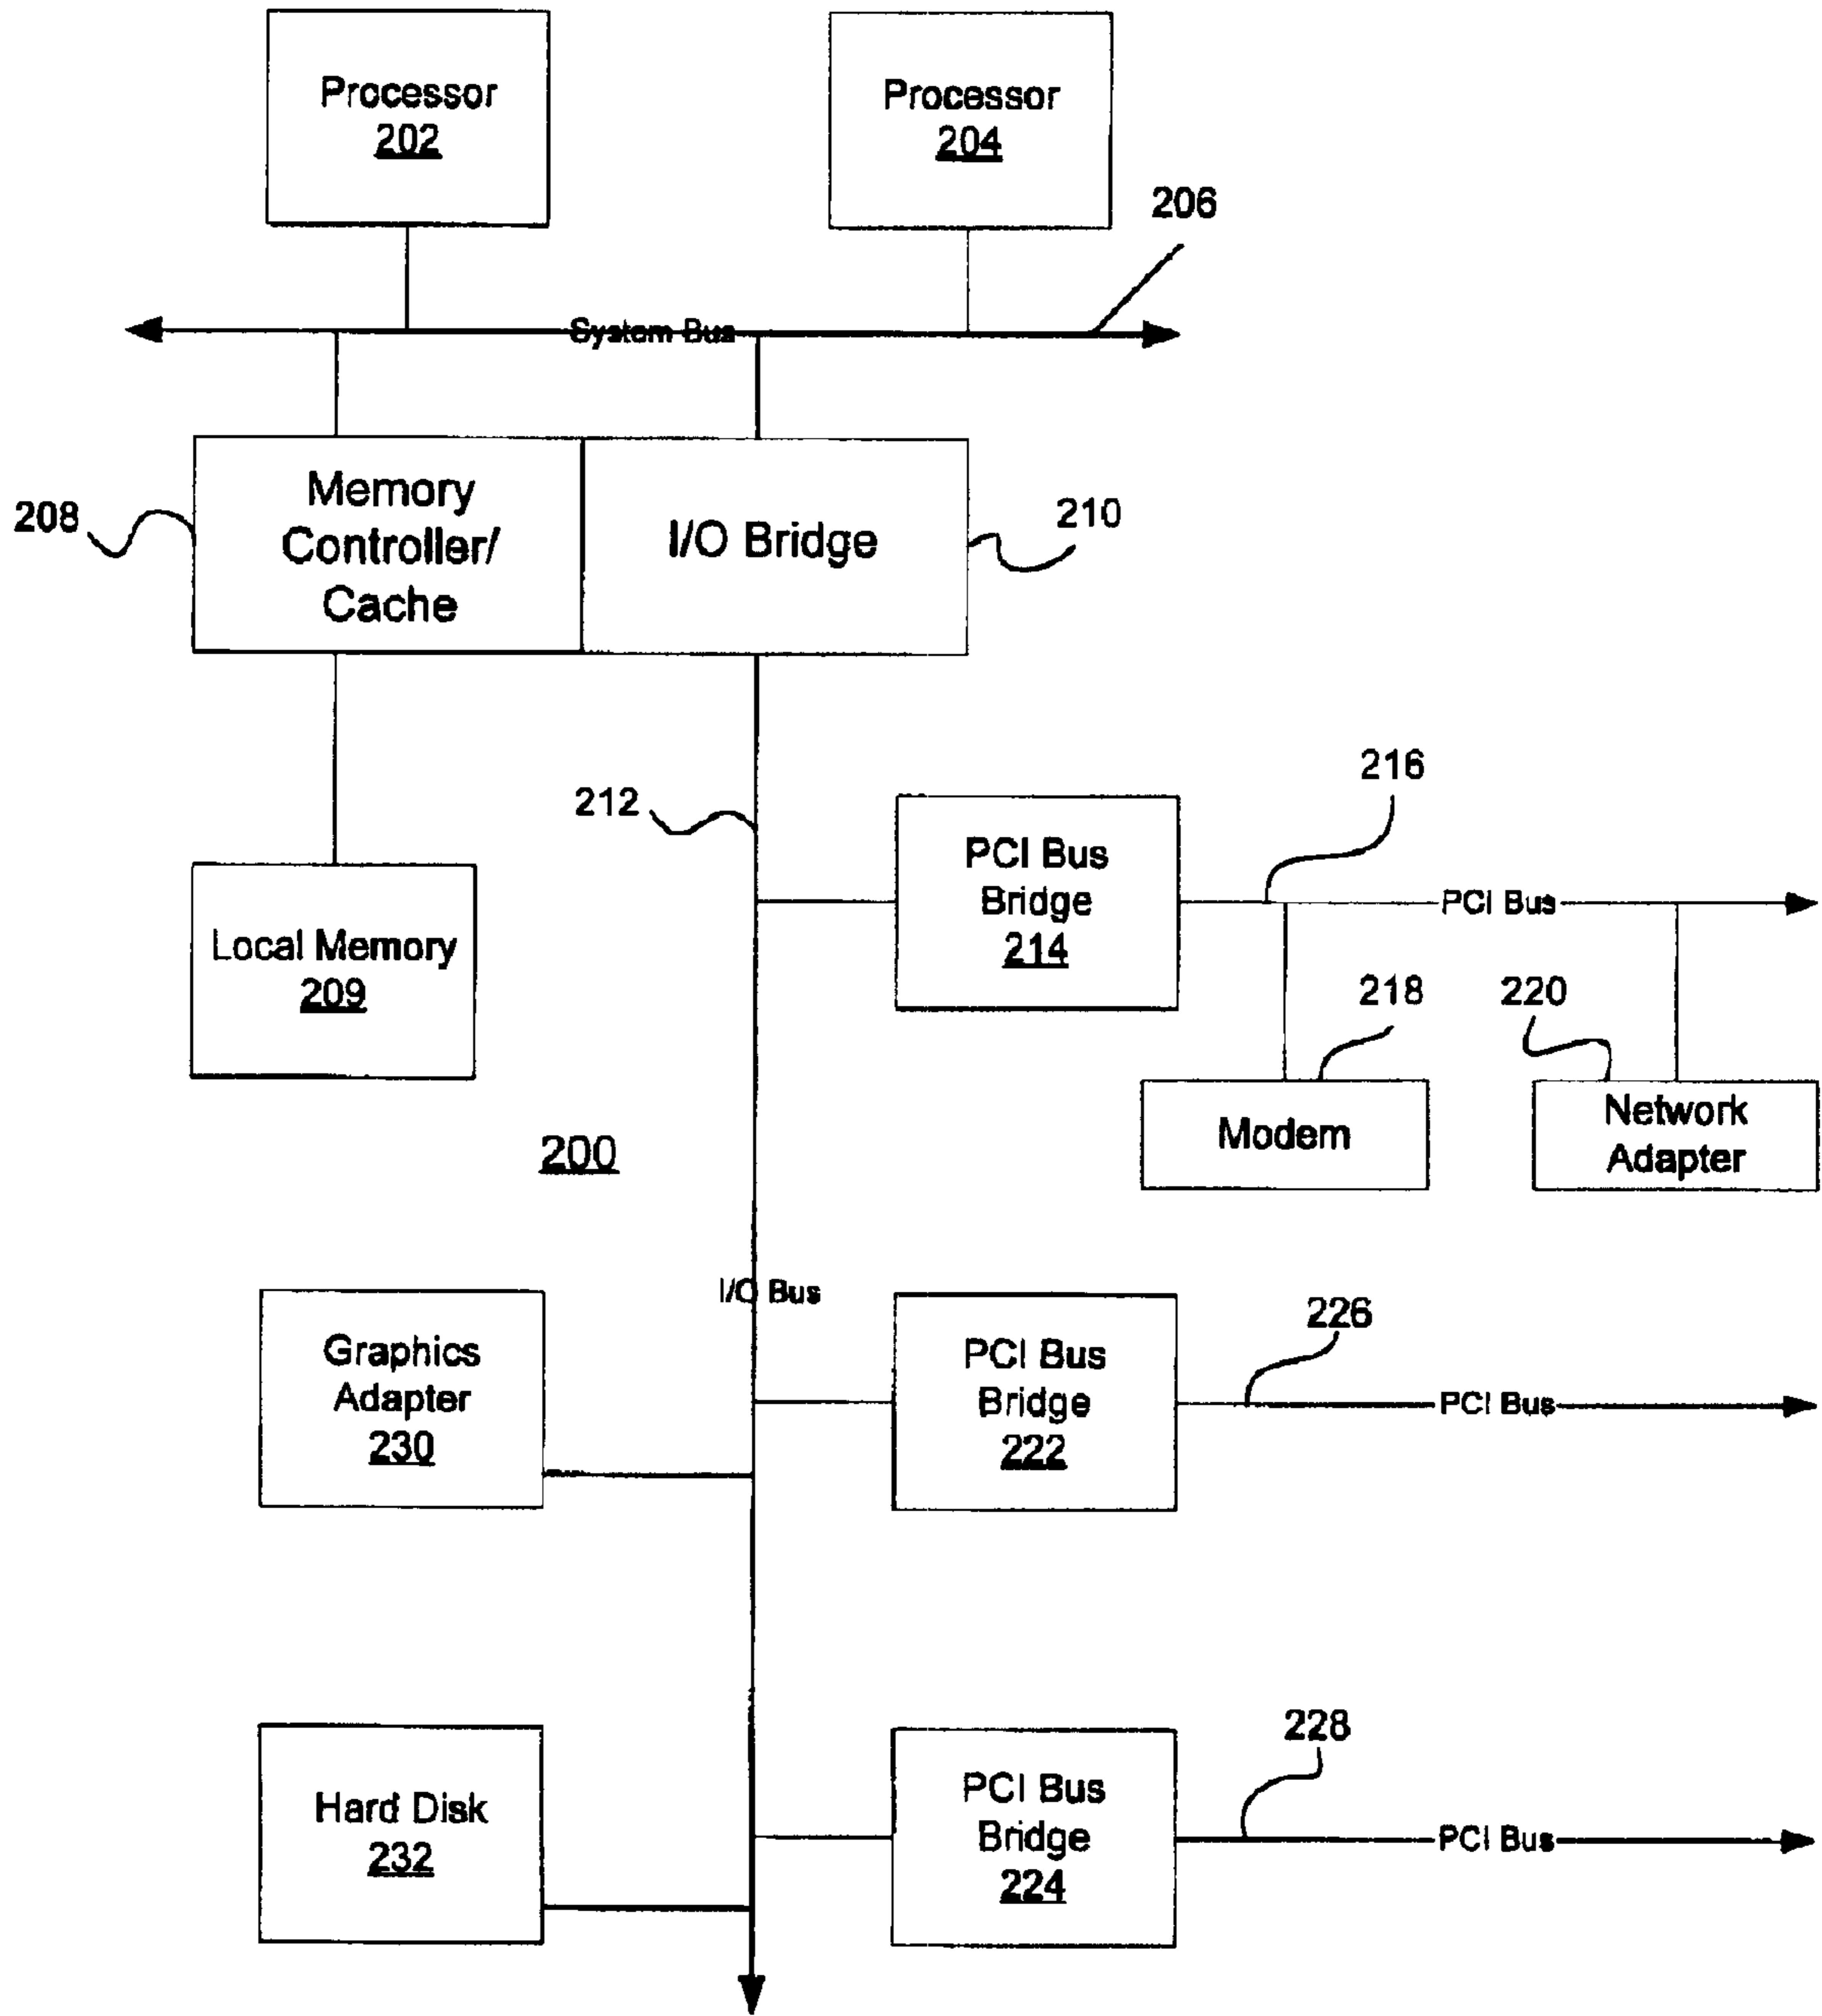 Processor
202
Processor
204
206
System Bus
208
Memory
Controller/
Cache
I/O Bridge
210
212
216
PCI Bus
Bridge
214
PCI Bus
Local Memory
209
218
220
Modem
Network
Adapter
200
I/O Bus
Graphics
Adapter
230
PCI Bus
Bridge
222
226
PCI Bus
Hard Disk
232
PCI Bus
Bridge
224
228
PCI Bus